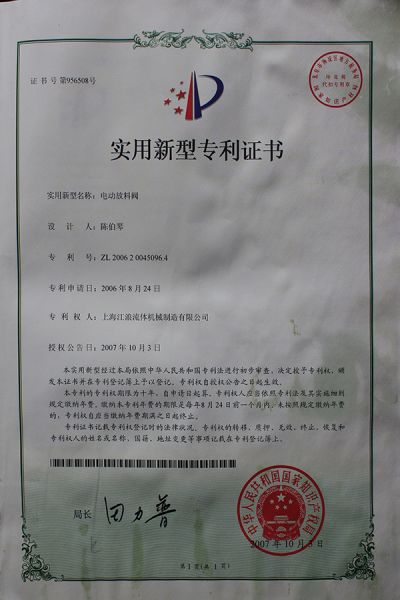 证书号第956508号
实用新型专利证书
实用新型名称：电动放料阀
设计人：陈伯琴
专利号：ZL 2006 2 0045096.4
专利申请日：2006年8月24日
专利权人：上海江浪流体机械制造有限公司
授权公告日：2007年10月3日
本实用新型经过本局依照中华人民共和国专利法进行初步审查，决定授予专利权，颁
发本证书并在专利登记簿上予以登记。专利权自授权公告之日起生效。
本专利的专利权期限为十年，自申请日起算。专利权人应当依照专利法及其实施细则
规定缴纳年费。缴纳本专利年费的期限是每年8月24日前一个月内。未按照规定缴纳年费
的，专利权自应当缴纳年费期满之日起终止。
专利证书记载专利权登记时的法律状况。专利权的转移、质押、无效、终止、恢复和
专利权人的姓名或名称、国籍、地址变更等事项记载在专利登记簿上。
局长 田力普
中华人民共和国国家知识产权局
2007年10月3日
第1页(共1页)